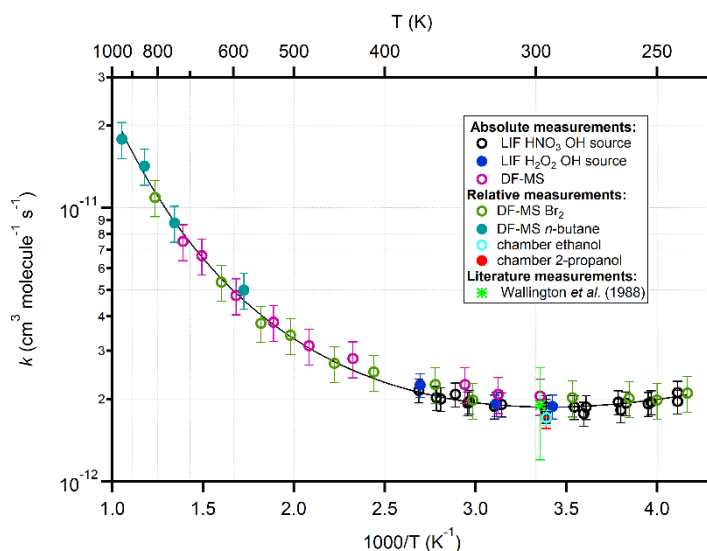 T (K)
1000 800 600 500 400 300 250
3
2
10⁻¹¹
9
8
7
6
5
4
3
2
10⁻¹²
k (cm³ molecule⁻¹ s⁻¹)
Absolute measurements:
LIF HNO₃ OH source
LIF H₂O₂ OH source
DF-MS
Relative measurements:
DF-MS Br₂
DF-MS n-butane
chamber ethanol
chamber 2-propanol
Literature measurements:
Wallington et al. (1988)
1.0 1.5 2.0 2.5 3.0 3.5 4.0
1000/T (K⁻¹)